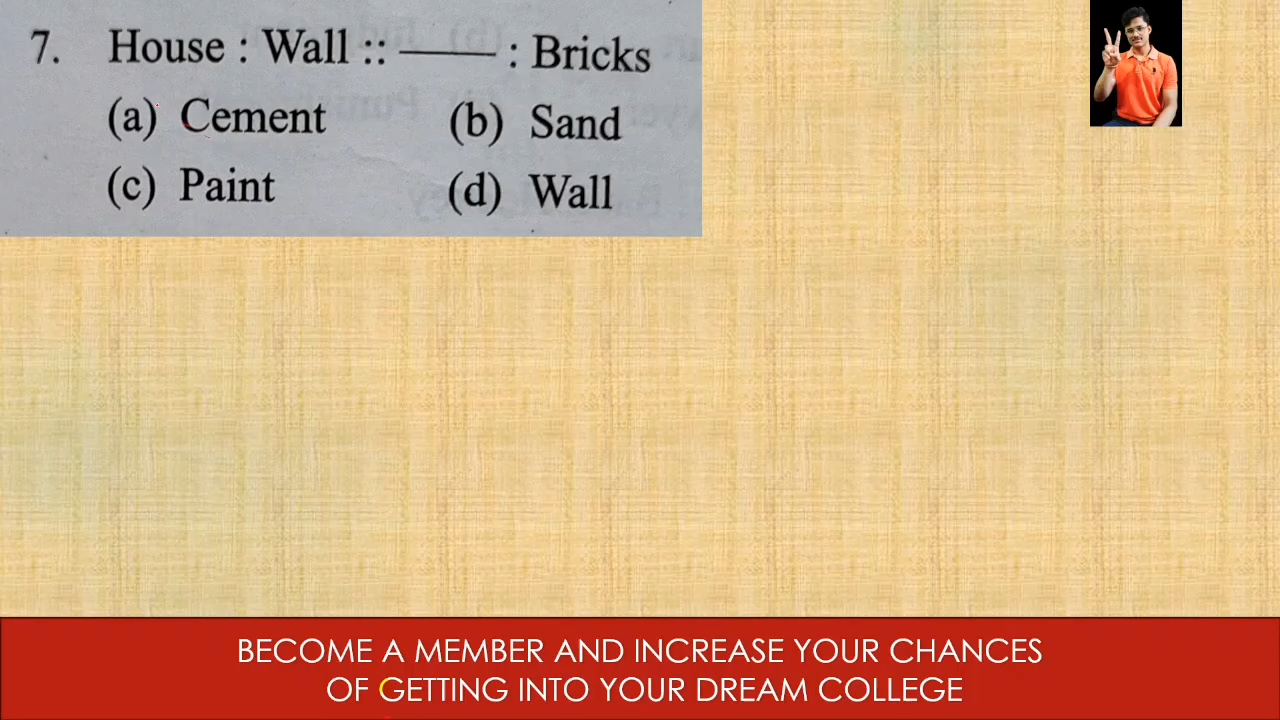 7. House : Wall :: ——— : Bricks
(a) Cement (b) Sand
(c) Paint (d) Wall
BECOME A MEMBER AND INCREASE YOUR CHANCES
OF GETTING INTO YOUR DREAM COLLEGE